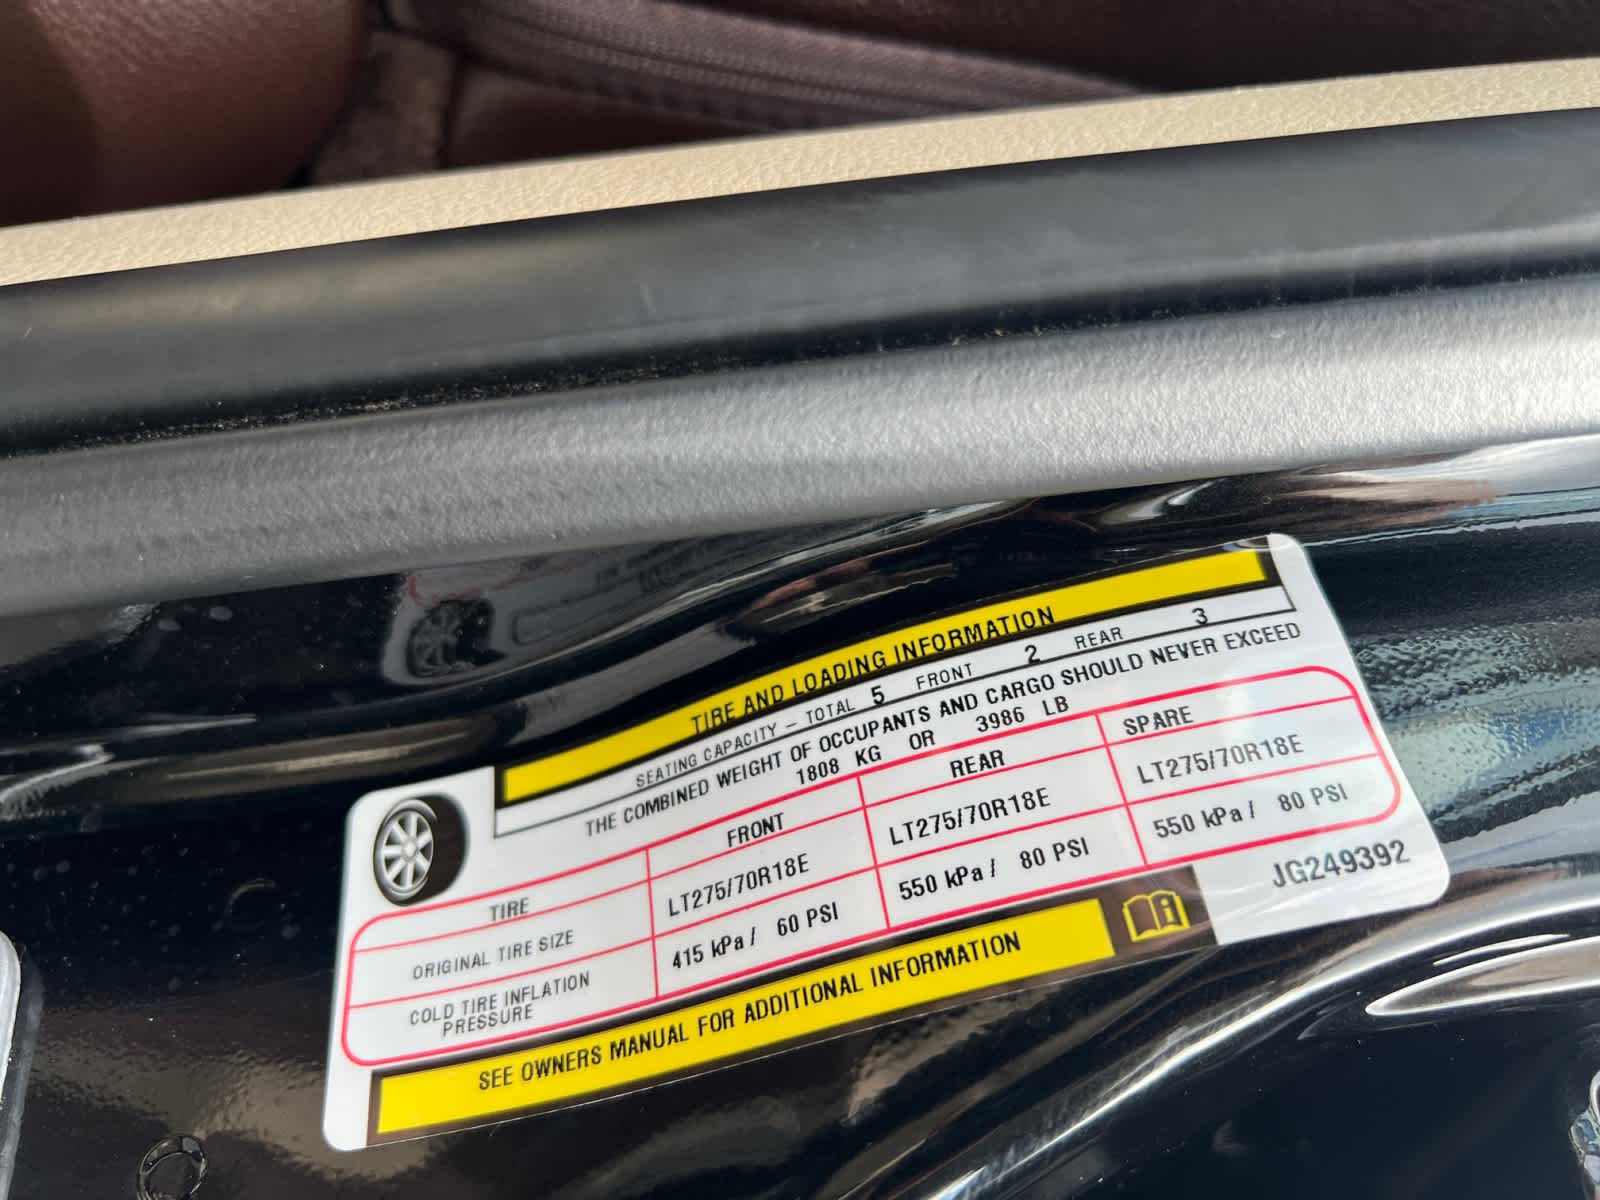 TIRE AND LOADING INFORMATION
SEATING CAPACITY – TOTAL 5 FRONT 2 REAR 3
THE COMBINED WEIGHT OF OCCUPANTS AND CARGO SHOULD NEVER EXCEED
1808 KG OR 3986 LB
TIRE FRONT REAR SPARE
ORIGINAL TIRE SIZE LT275/70R18E LT275/70R18E LT275/70R18E
COLD TIRE INFLATION
PRESSURE 415 kPa / 60 PSI 550 kPa / 80 PSI 550 kPa / 80 PSI
SEE OWNERS MANUAL FOR ADDITIONAL INFORMATION
JG249392